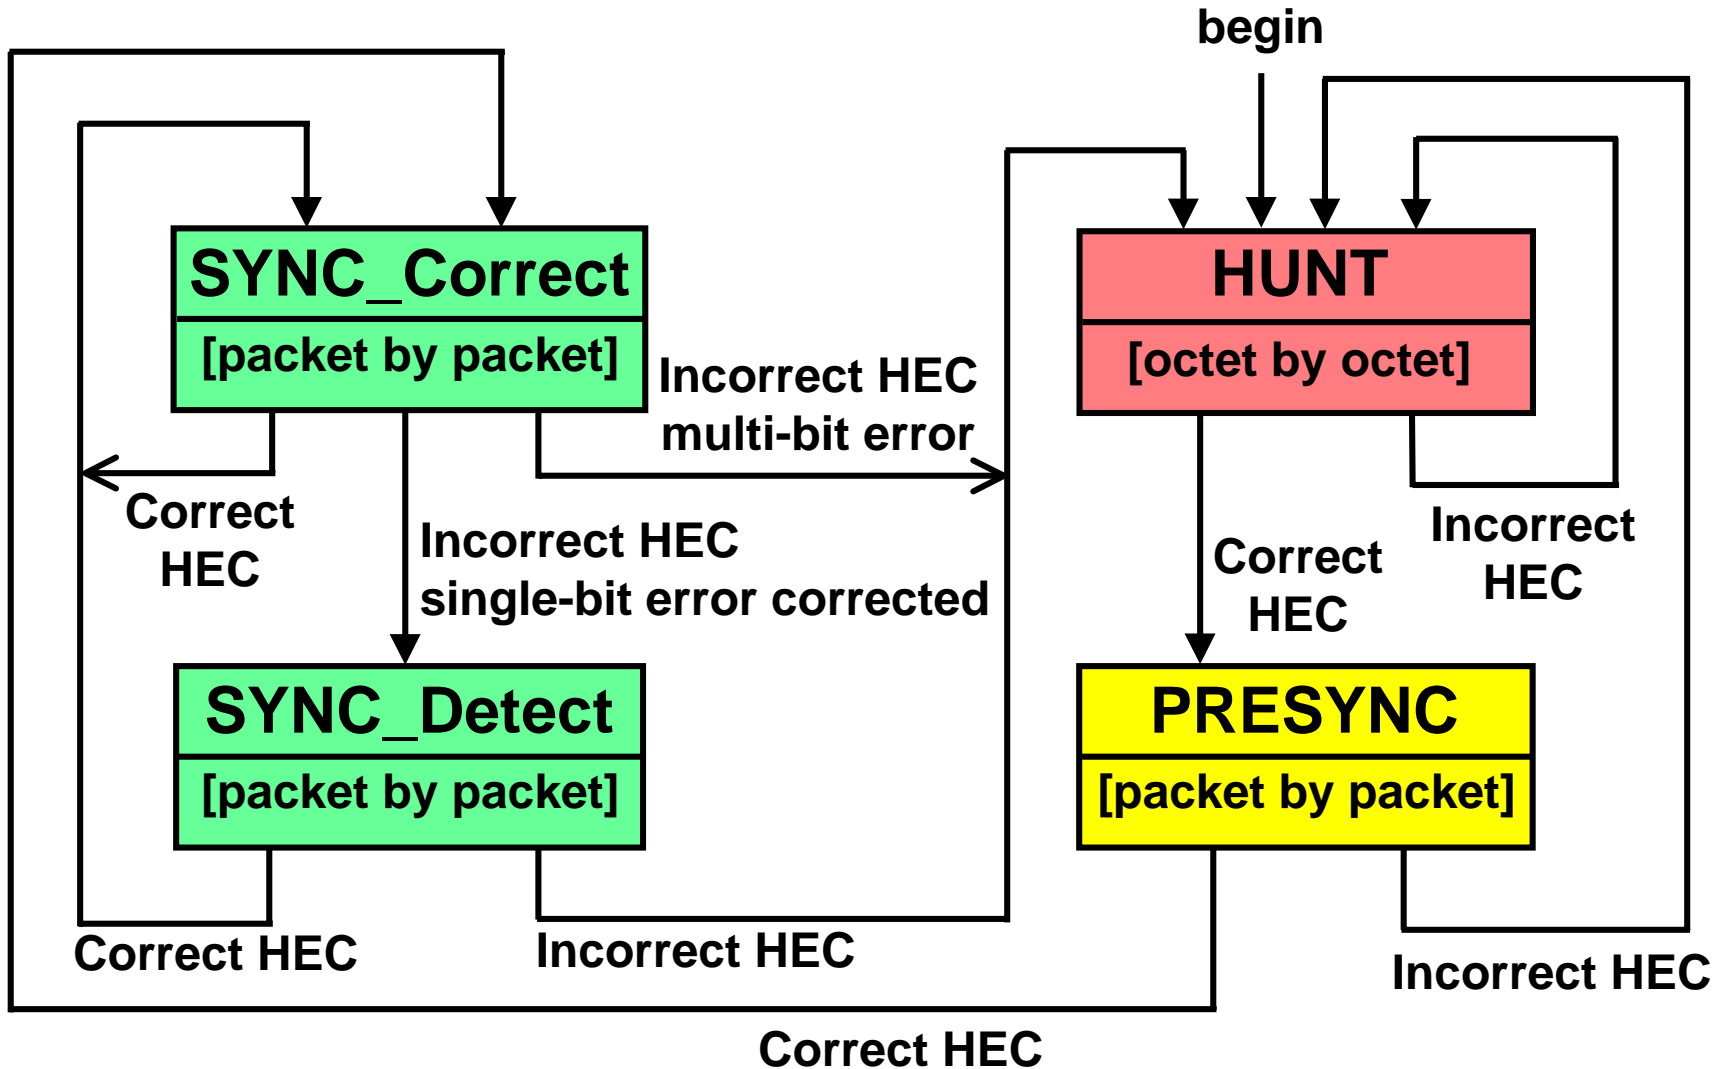 begin
SYNC_Correct
[packet by packet]
HUNT
[octet by octet]
Incorrect HEC
multi-bit error
Correct
HEC
Incorrect HEC
single-bit error corrected
Correct
HEC
Incorrect
HEC
SYNC_Detect
[packet by packet]
PRESYNC
[packet by packet]
Correct HEC
Incorrect HEC
Incorrect HEC
Correct HEC